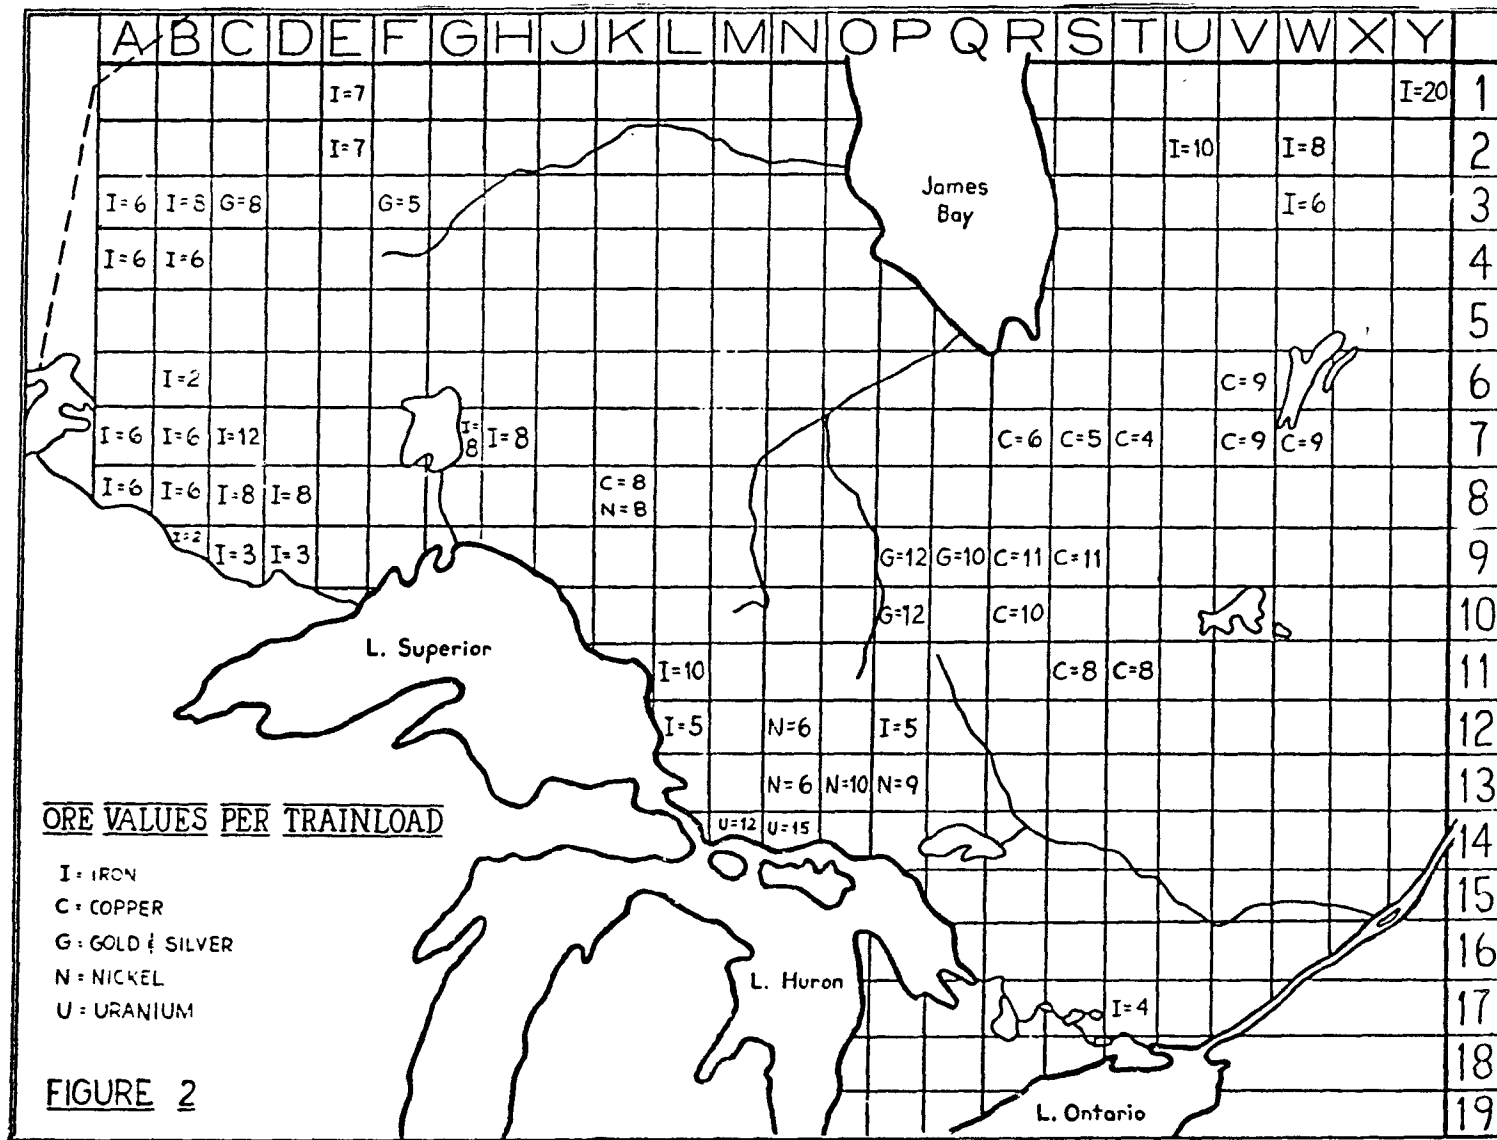 A B C D E F G H J K L M N O P Q R S T U V W X Y
I=7 I=20 1
I=7 I=10 I=8 2
James
Bay
I=6 I=8 G=8 G=5 I=6 3
I=6 I=6 4
5
I=2 C=9 6
I=6 I=6 I=12 I=8 I=8 C=6 C=5 C=4 C=9 C=9 7
I=6 I=6 I=8 I=8 C=8 8
N=8
I=2 I=3 I=3 G=12 G=10 C=11 C=11 9
G=12 C=10 10
L. Superior
I=10 C=8 C=8 11
I=5 N=6 I=5 12
N=6 N=10 N=9 13
U=12 U=15 14
15
16
L. Huron
I=4 17
18
L. Ontario 19
ORE VALUES PER TRAINLOAD
I = IRON
C = COPPER
G = GOLD & SILVER
N = NICKEL
U = URANIUM
FIGURE 2